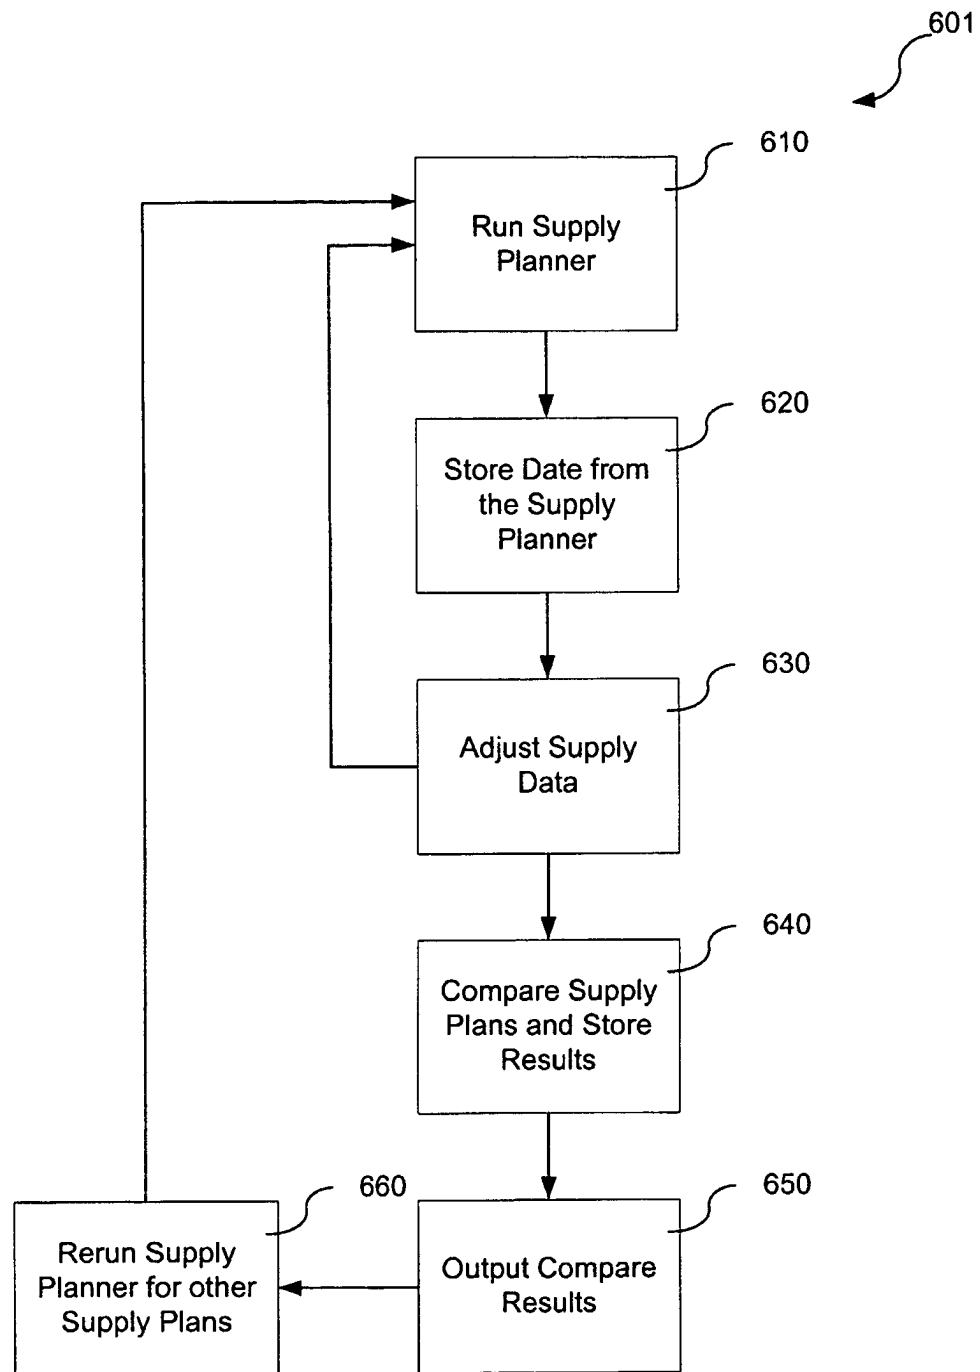 601
610
Run Supply
Planner
620
Store Date from
the Supply
Planner
630
Adjust Supply
Data
640
Compare Supply
Plans and Store
Results
650
Output Compare
Results
660
Rerun Supply
Planner for other
Supply Plans